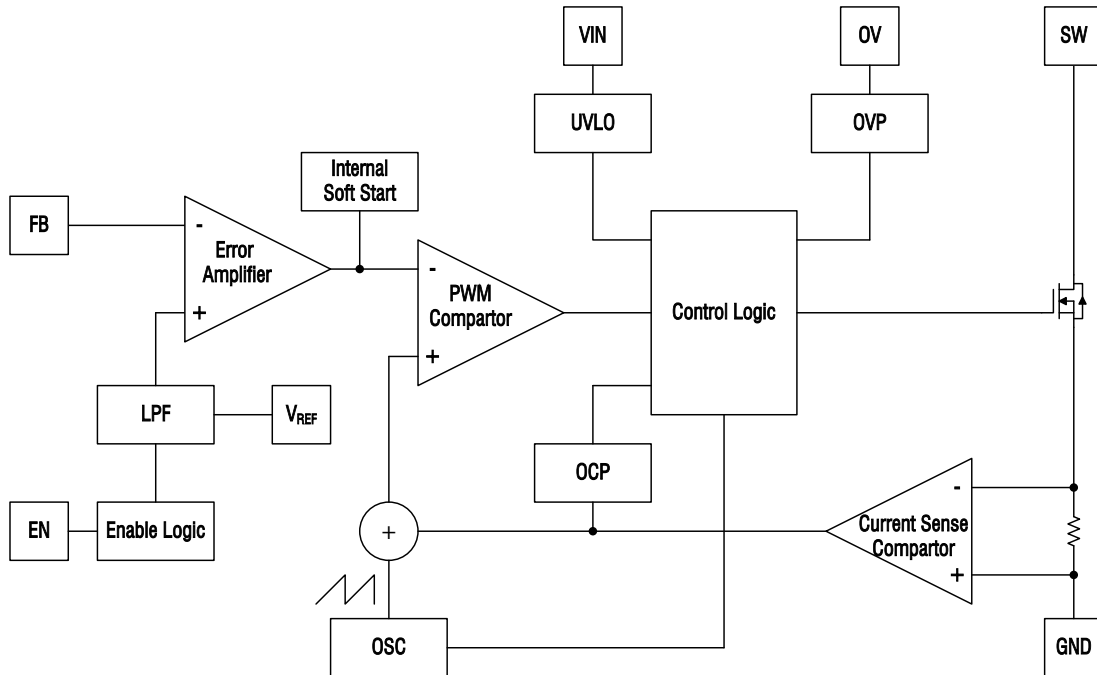 VIN
OV
SW
UVLO
OVP
Internal
Soft Start
FB
-
Error
Amplifier
+
-
PWM
Compartor
+
Control Logic
LPF
VREF
OCP
EN
Enable Logic
+
-
Current Sense
Compartor
+
OSC
GND